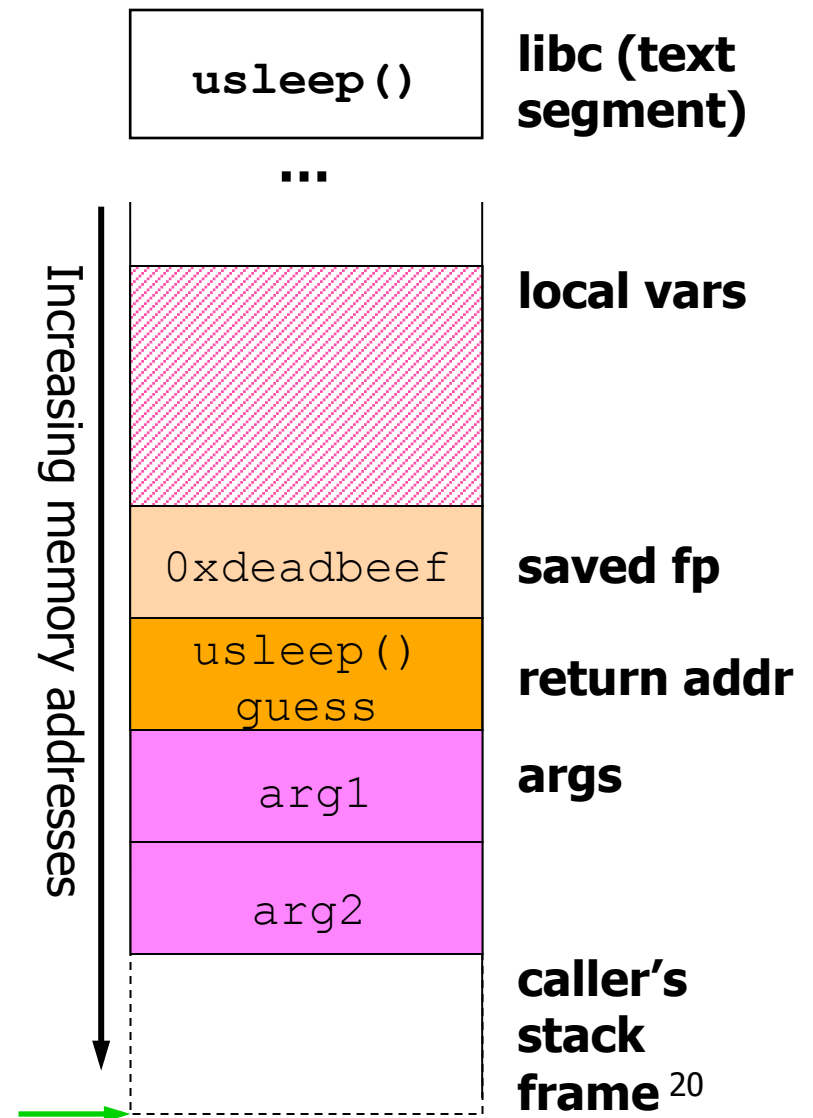 usleep()
libc (text
segment)
...
Increasing memory addresses
local vars
0xdeadbeef
saved fp
usleep()
guess
return addr
arg1
args
arg2
caller’s
stack
frame 20